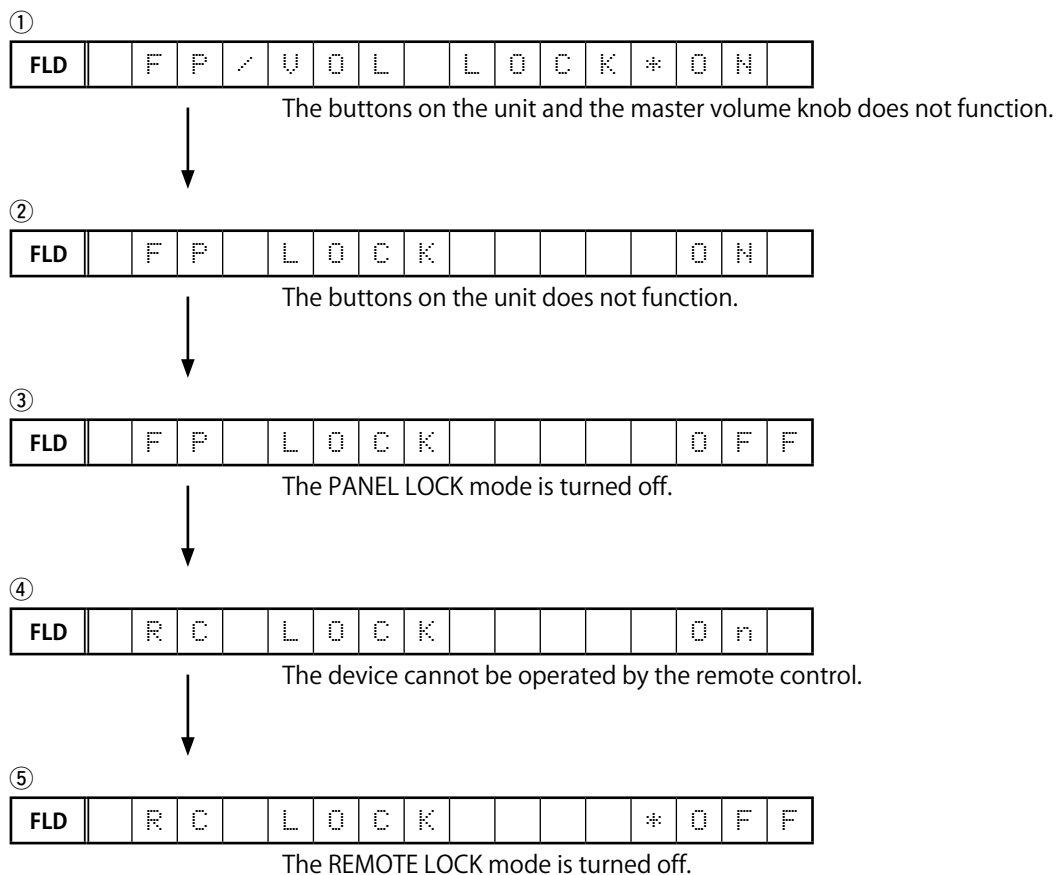 ①
FLD FP/VOL LOCK*ON
The buttons on the unit and the master volume knob does not function.
②
FLD FP LOCK ON
The buttons on the unit does not function.
③
FLD FP LOCK OFF
The PANEL LOCK mode is turned off.
④
FLD RC LOCK On
The device cannot be operated by the remote control.
⑤
FLD RC LOCK *OFF
The REMOTE LOCK mode is turned off.